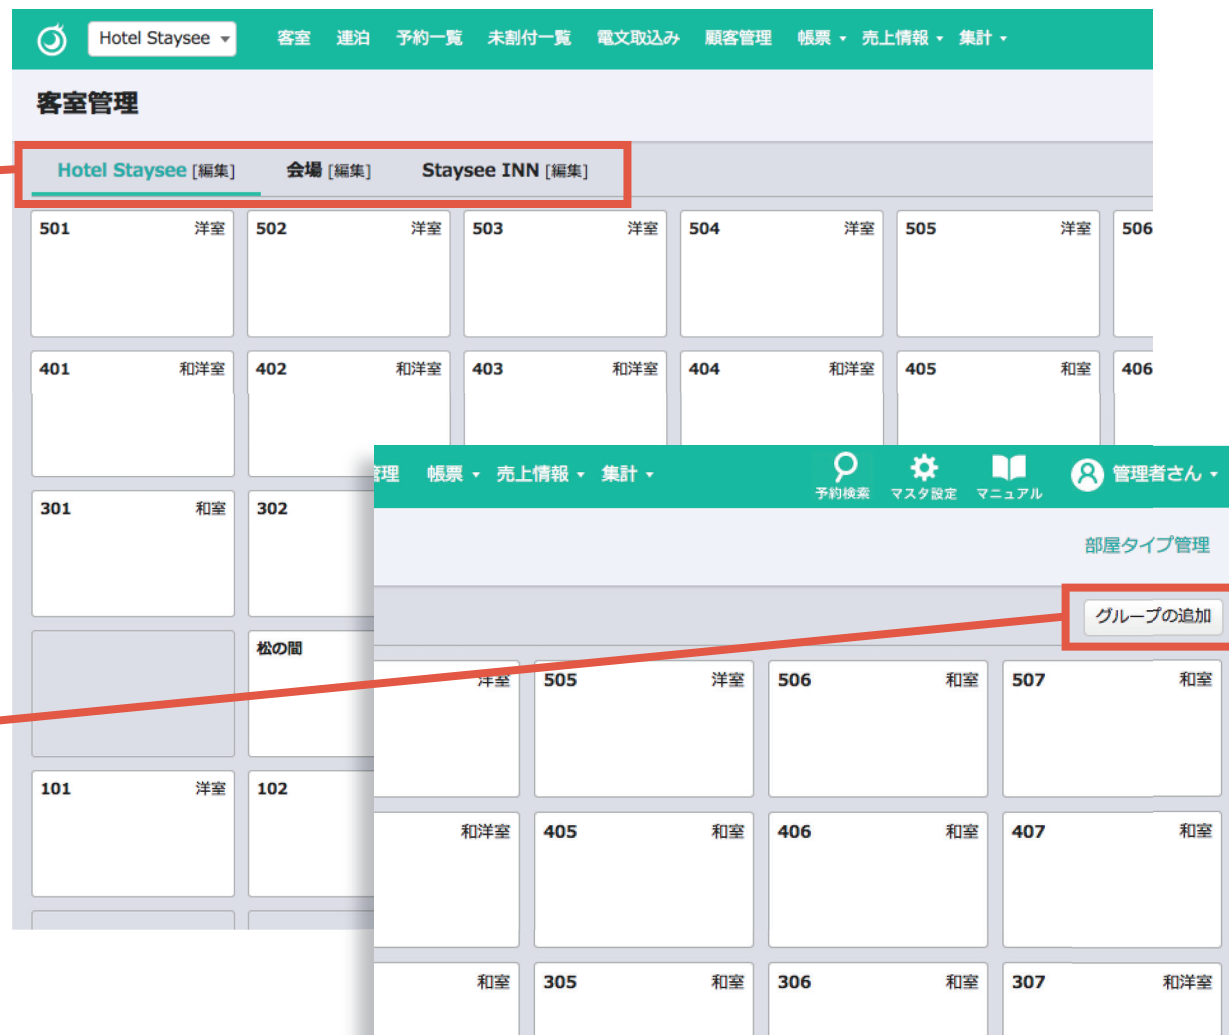 Hotel Staysee 客室 連泊 予約一覧 未割付一覧 電文取込み 顧客管理 帳票 売上情報 集計
客室管理
Hotel Staysee [編集] 会場 [編集] Staysee INN [編集]
501 洋室 502 洋室 503 洋室 504 洋室 505 洋室 506
401 和洋室 402 和洋室 403 和洋室 404 和洋室 405 和室 406
301 和室 302
松の間
101 洋室 102
管理 帳票 売上情報 集計 予約検索 マスタ設定 マニュアル 管理者さん
部屋タイプ管理
グループの追加
洋室 505 洋室 506 和室 507 和室
和洋室 405 和室 406 和室 407 和室
和室 305 和室 306 和室 307 和洋室